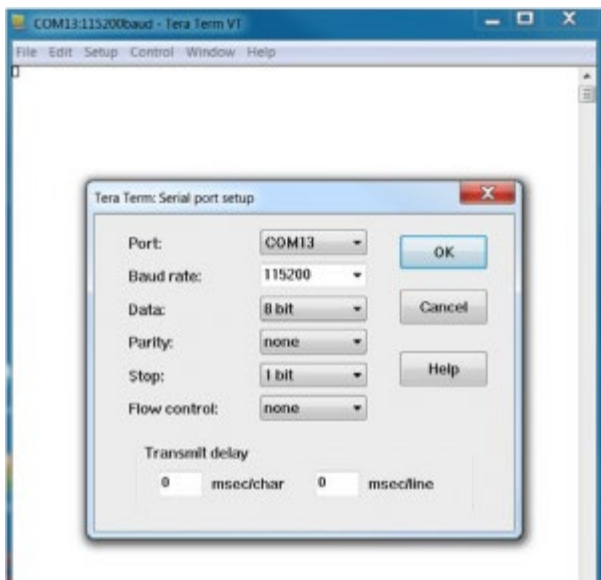 COM13:115200baud - Tera Term VT
File Edit Setup Control Window Help
Tera Term: Serial port setup
Port: COM13 OK
Baud rate: 115200
Data: 8 bit Cancel
Parity: none
Stop: 1 bit Help
Flow control: none
Transmit delay
0 msec/char 0 msec/line